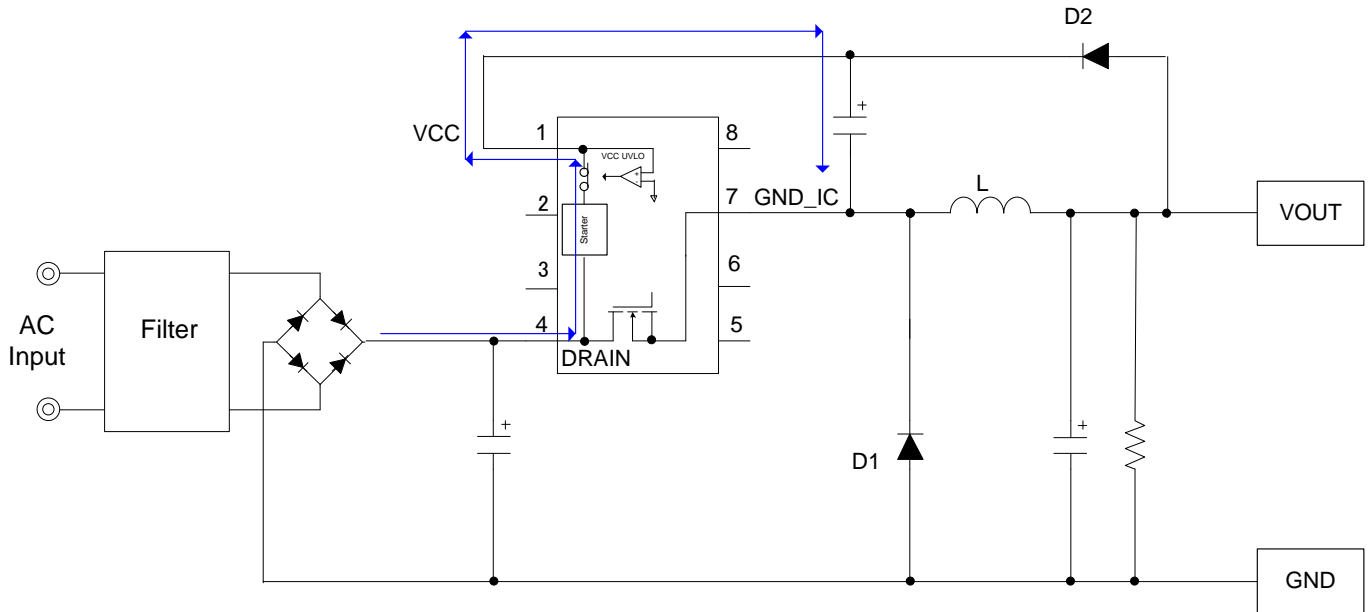 D2
VCC
1
8
VCC UVLO
+
-
+
2
Starter
7
GND_IC
L
VOUT
AC
Input
Filter
3
6
4
5
DRAIN
+
D1
+
GND